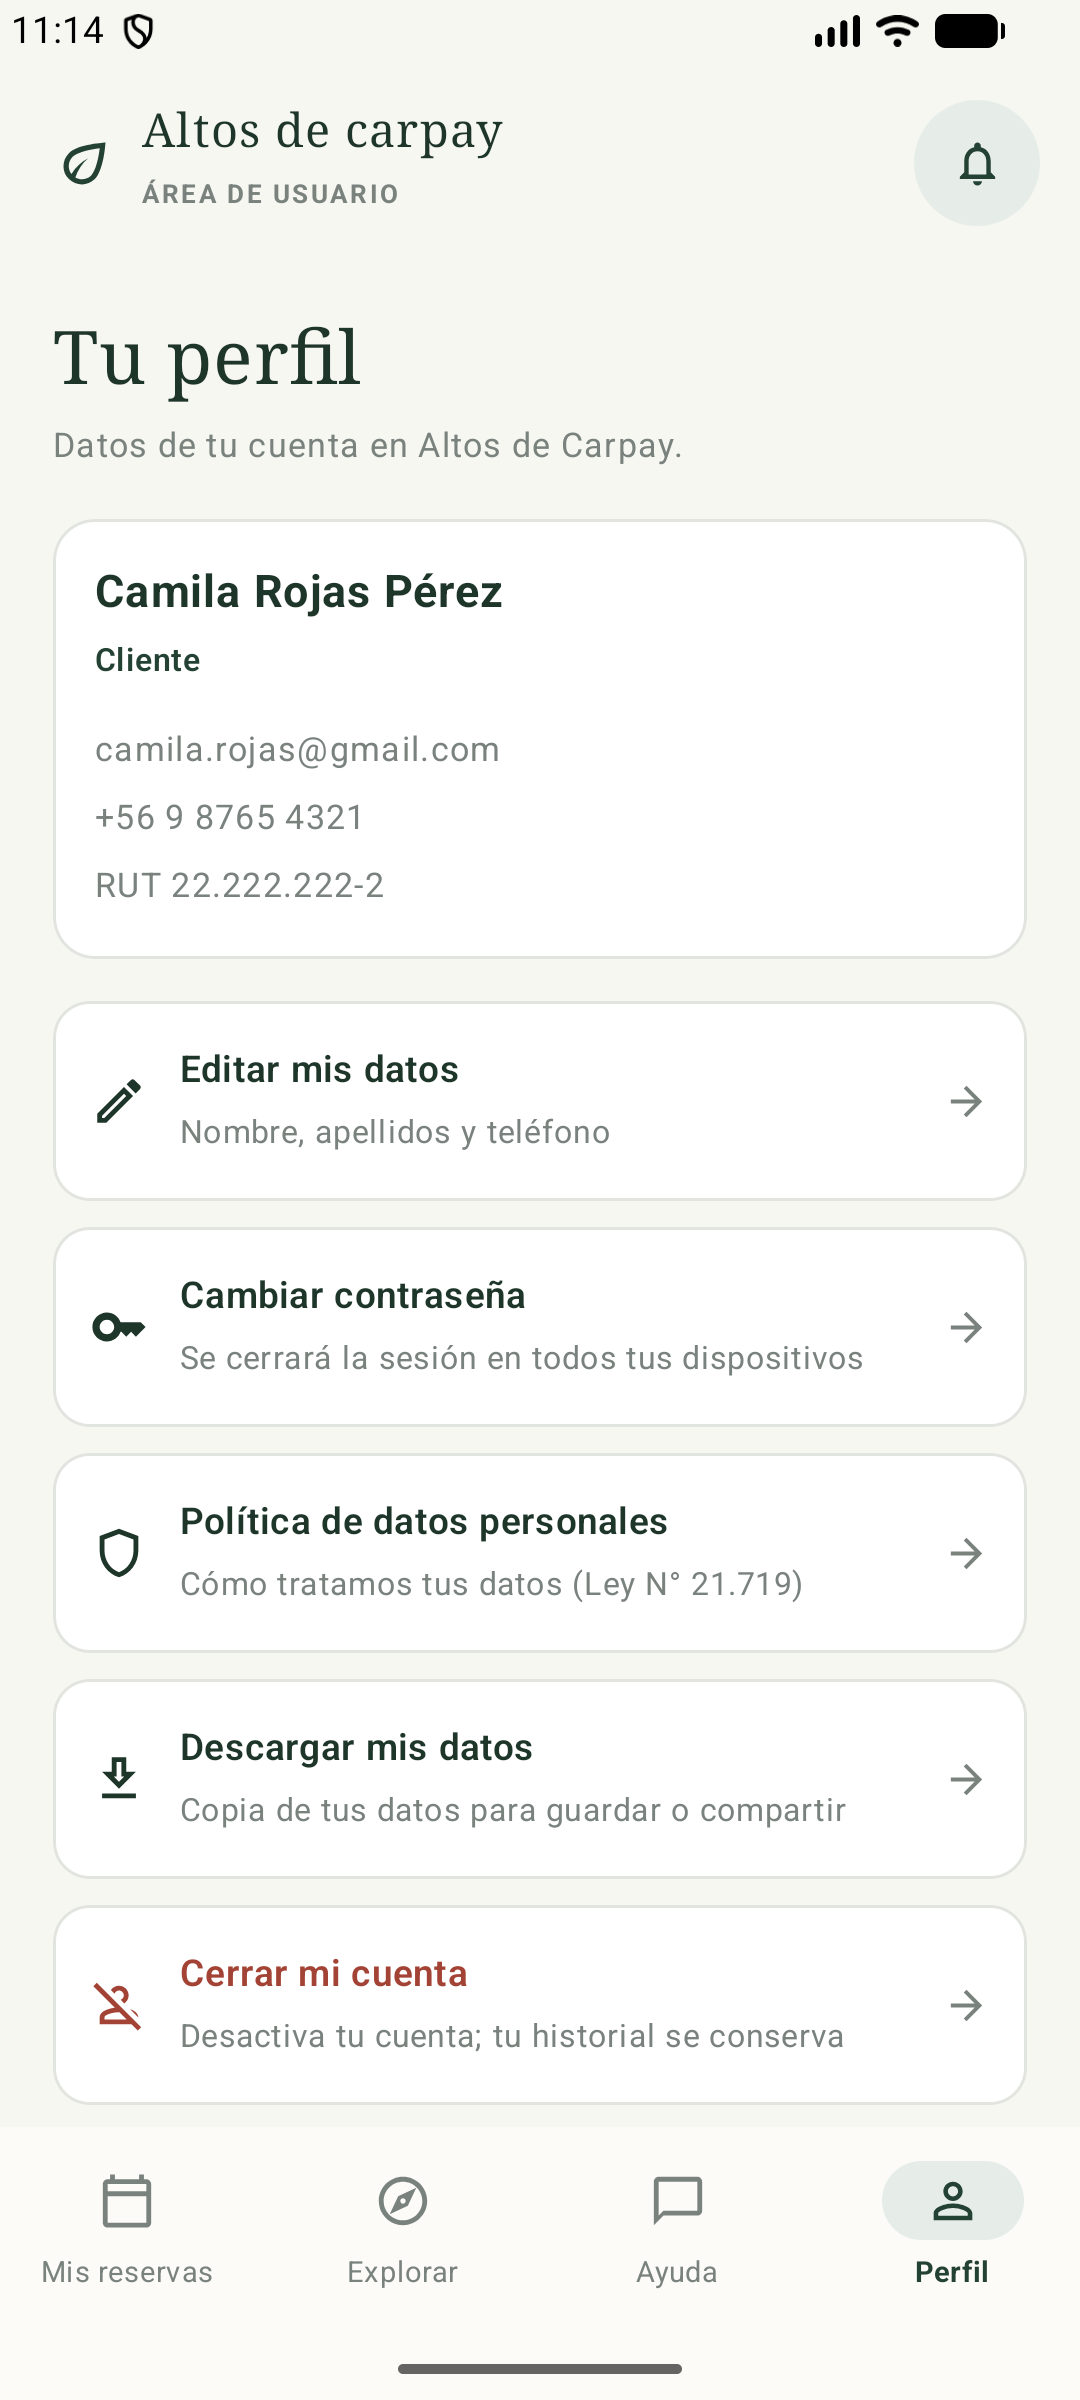 11:14
Altos de carpay
ÁREA DE USUARIO
Tu perfil
Datos de tu cuenta en Altos de Carpay.
Camila Rojas Pérez
Cliente
camila.rojas@gmail.com
+56 9 8765 4321
RUT 22.222.222-2
Editar mis datos
Nombre, apellidos y teléfono
Cambiar contraseña
Se cerrará la sesión en todos tus dispositivos
Política de datos personales
Cómo tratamos tus datos (Ley N° 21.719)
Descargar mis datos
Copia de tus datos para guardar o compartir
Cerrar mi cuenta
Desactiva tu cuenta; tu historial se conserva
Mis reservas
Explorar
Ayuda
Perfil